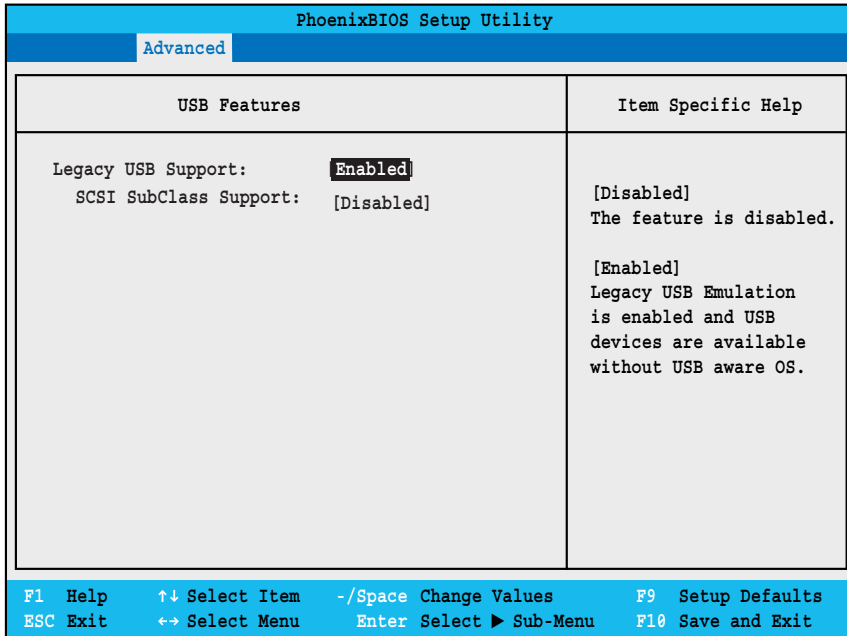 PhoenixBIOS Setup Utility
Advanced
USB Features
Item Specific Help
Legacy USB Support: [Enabled]
SCSI SubClass Support: [Disabled]
[Disabled]
The feature is disabled.
[Enabled]
Legacy USB Emulation
is enabled and USB
devices are available
without USB aware OS.
F1 Help ↑↓ Select Item -/Space Change Values F9 Setup Defaults
ESC Exit ←→ Select Menu Enter Select ▶ Sub-Menu F10 Save and Exit